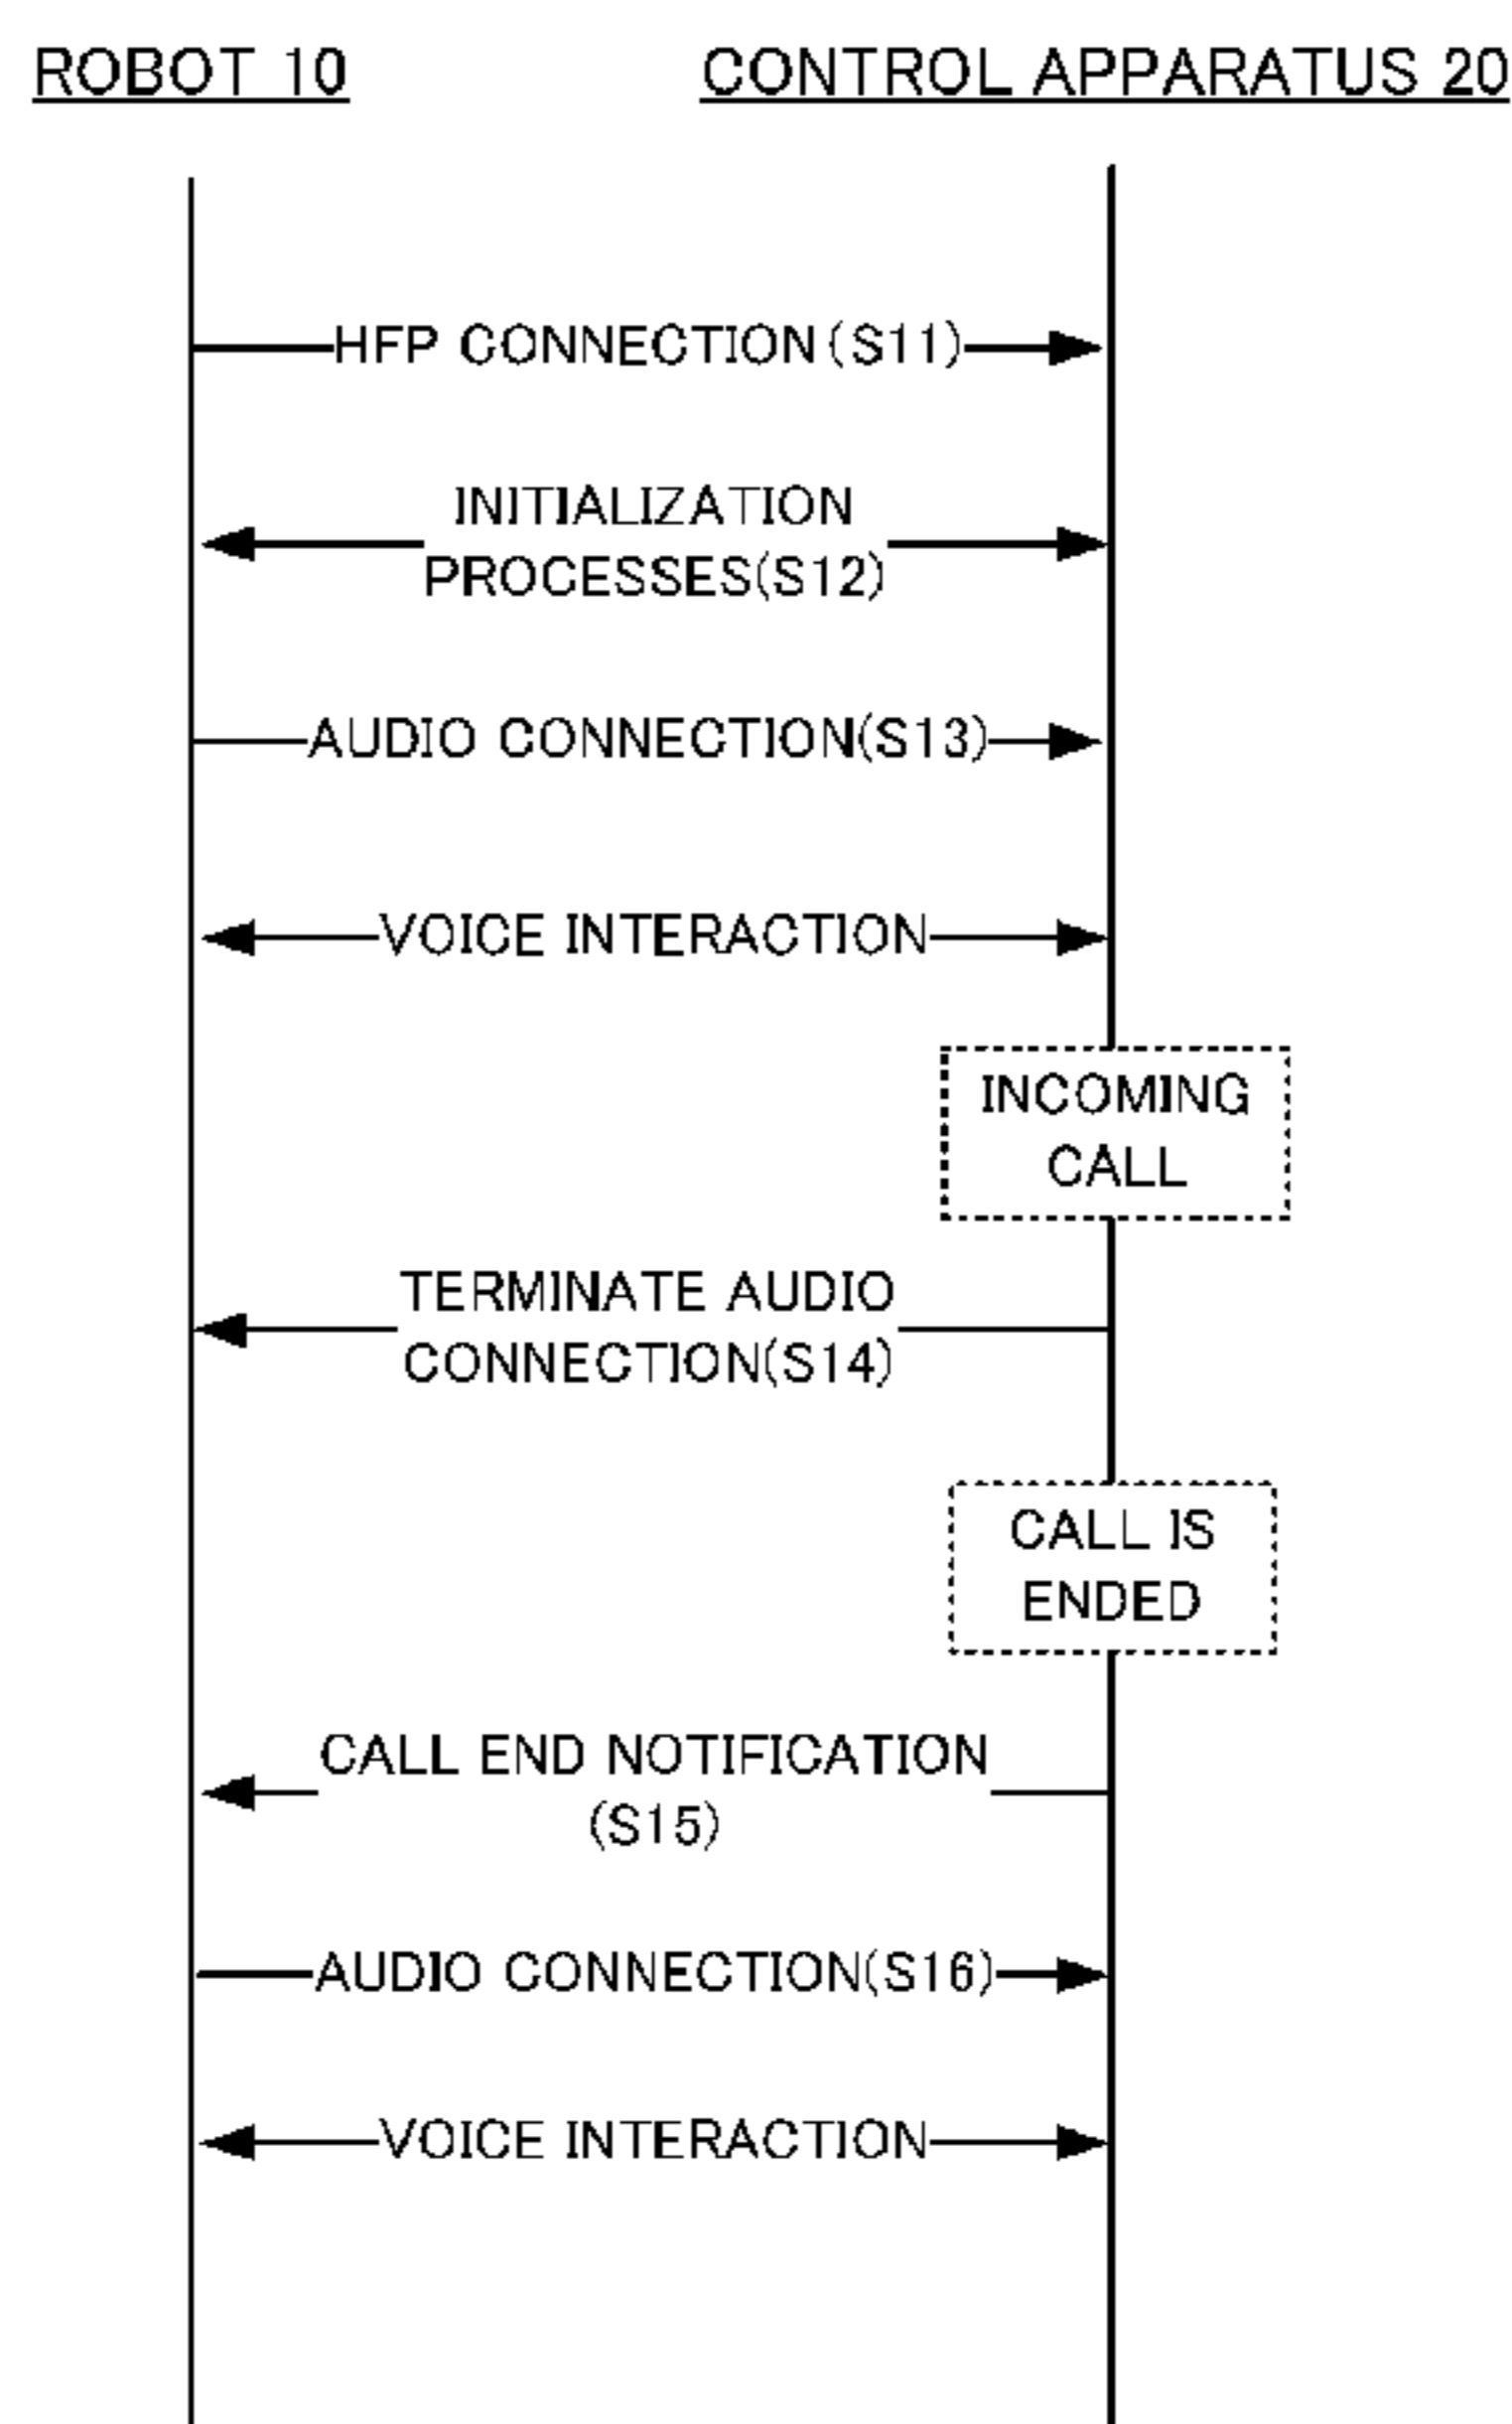 ROBOT 10
CONTROL APPARATUS 20
HFP CONNECTION(S11)
INITIALIZATION
PROCESSES(S12)
AUDIO CONNECTION(S13)
VOICE INTERACTION
INCOMING
CALL
TERMINATE AUDIO
CONNECTION(S14)
CALL IS
ENDED
CALL END NOTIFICATION
(S15)
AUDIO CONNECTION(S16)
VOICE INTERACTION